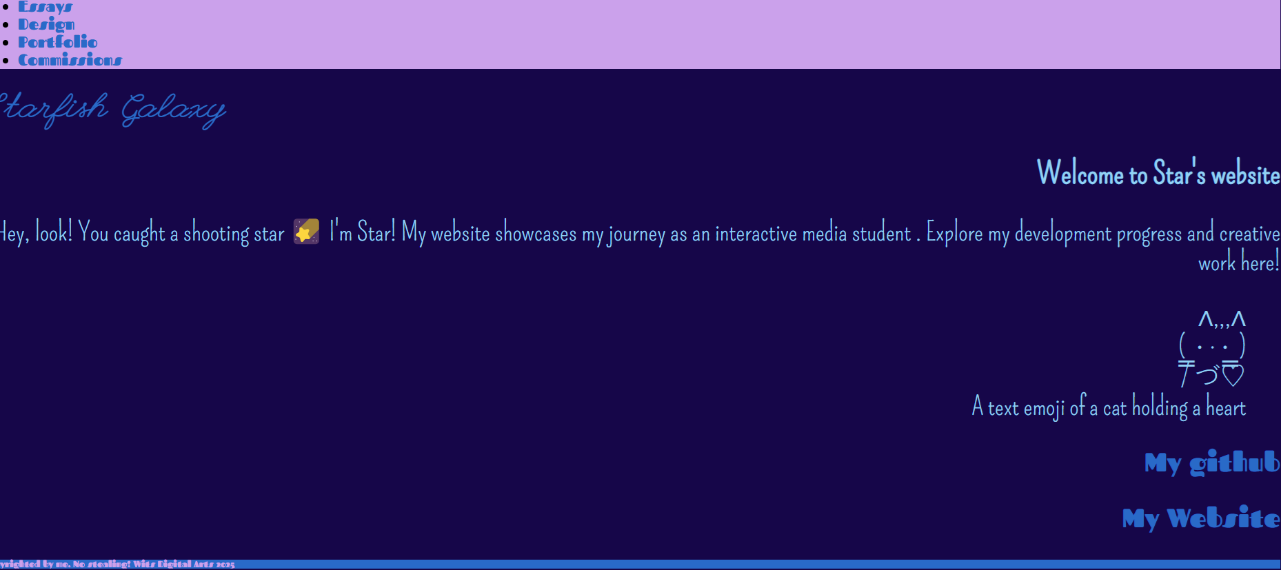 Essays
Design
Portfolio
Commissions
Starfish Galaxy
Welcome to Star's website
Hey, look! You caught a shooting star 🌠 I'm Star! My website showcases my journey as an interactive media student . Explore my development progress and creative
work here!
Λ,,,Λ
( · · · )
/づ♡
A text emoji of a cat holding a heart
My github
My Website
yrighted by me. No stealing! Wits Digital Arts 2025